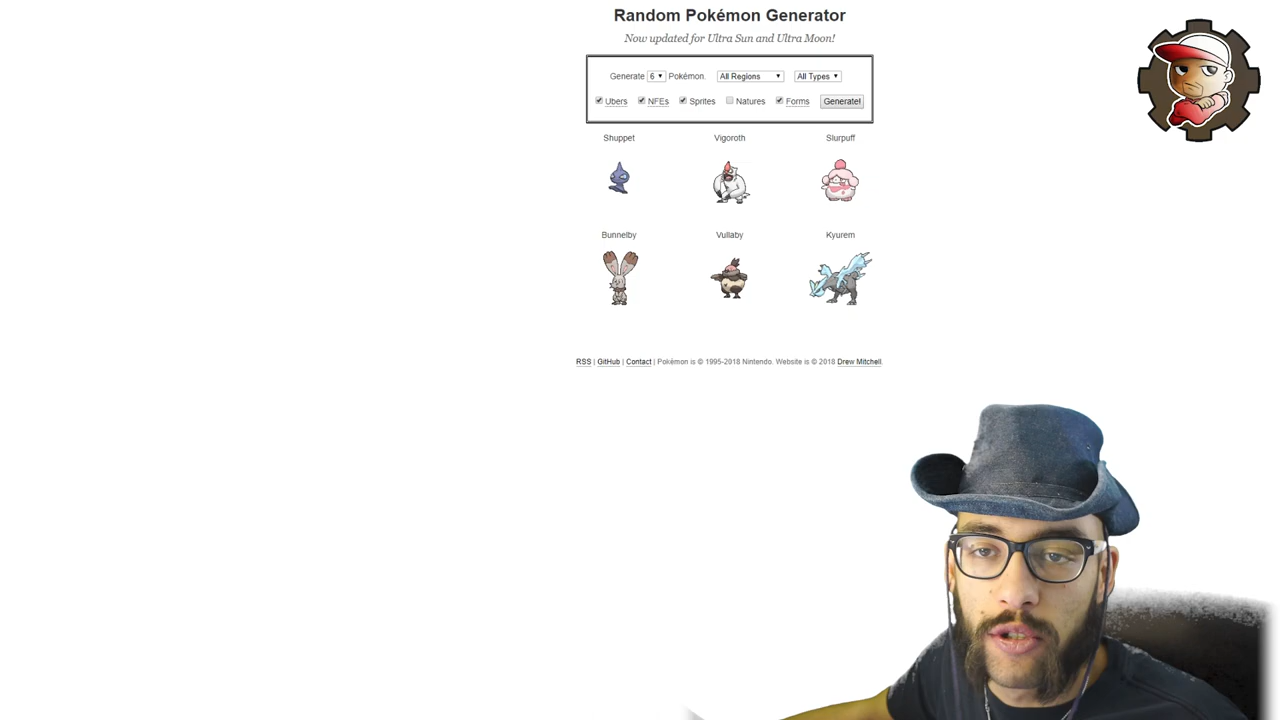 Random Pokémon Generator
Now updated for Ultra Sun and Ultra Moon!
Generate 6 Pokémon. All Regions All Types
Ubers NFEs Sprites Natures Forms Generate!
Shuppet Vigoroth Slurpuff
Bunnelby Vullaby Kyurem
RSS | GitHub | Contact | Pokémon is © 1995-2018 Nintendo. Website is © 2018 Drew Mitchell.